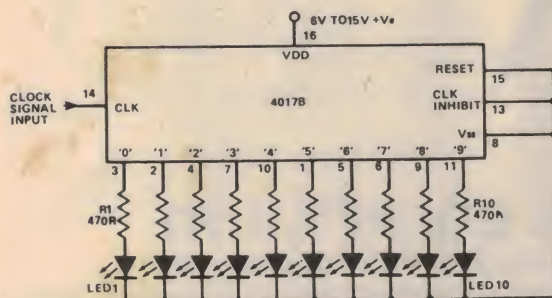 6V TO15V +Ve
16
VDD
RESET
15
14
CLOCK
SIGNAL
INPUT
CLK
4017B
CLK
INHIBIT
13
Vss
8
'0' '1' '2' '3' '4' '5' '6' '7' '8' '9'
3 2 4 7 10 1 5 6 9 11
R1
470R
R10
470R
LED1
LED10